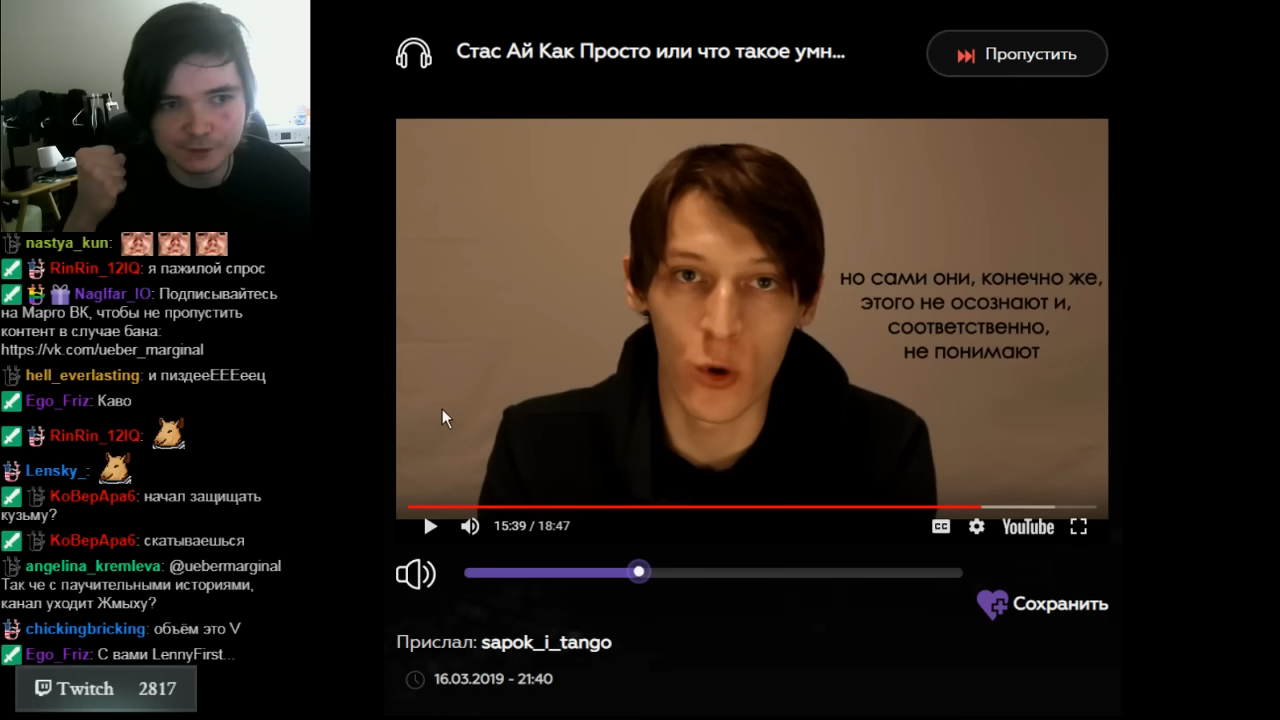 Стас Ай Как Просто или что такое умн...
Пропустить
но сами они, конечно же,
этого не осознают и,
соответственно,
не понимают
15:39 / 18:47
CC
YouTube
Сохранить
Прислал: sapok_i_tango
16.03.2019 - 21:40
nastya_kun:
RinRin_12IQ: я пажилой спрос
Naglfar_IO: Подписывайтесь
на Марго ВК, чтобы не пропустить
контент в случае бана:
https://vk.com/ueber_marginal
hell_everlasting: и пиздееЕЕЕееец
Ego_Friz: Каво
RinRin_12IQ:
Lensky_:
KoBepApa6: начал защищать
кузьму?
KoBepApa6: скатываешься
angelina_kremleva: @uebermarginal
Так че с паучительными историями,
канал уходит Жмыху?
chickingbricking: объём это V
Ego_Friz: С вами LennyFirst...
Twitch 2817